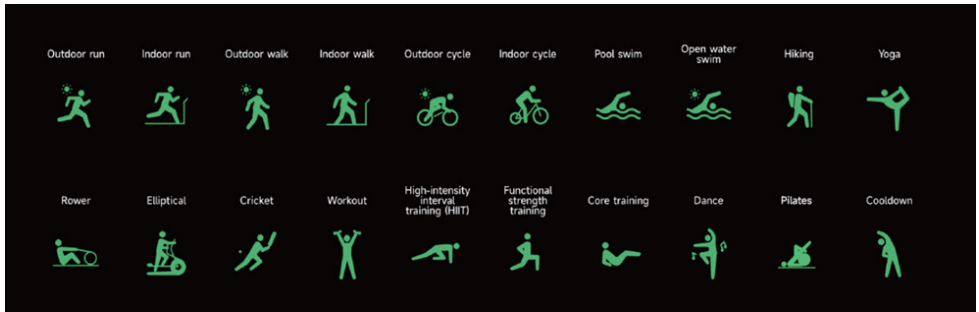 Outdoor run
Indoor run
Outdoor walk
Indoor walk
Outdoor cycle
Indoor cycle
Pool swim
Open water
swim
Hiking
Yoga
Rower
Elliptical
Cricket
Workout
High-intensity
interval
training (HIIT)
Functional
strength
training
Core training
Dance
Pilates
Cooldown